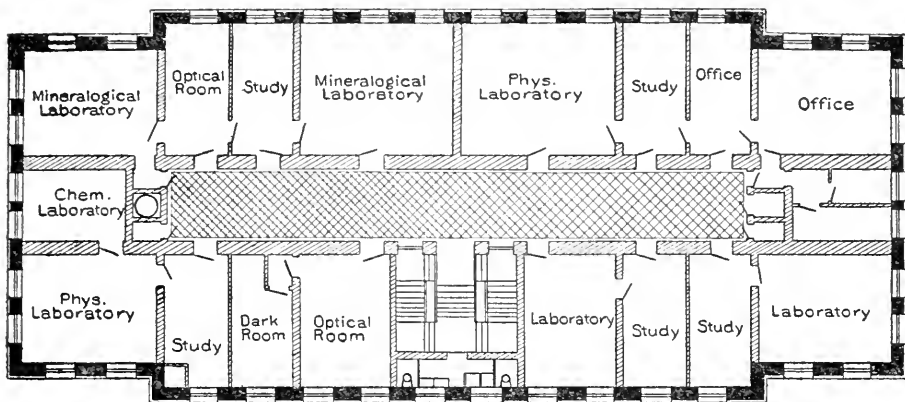 Mineralogical
Laboratory
Optical
Room
Study
Mineralogical
Laboratory
Phys.
Laboratory
Study
Office
Office
Chem.
Laboratory
Phys.
Laboratory
Study
Dark
Room
Optical
Room
Laboratory
Study
Study
Laboratory